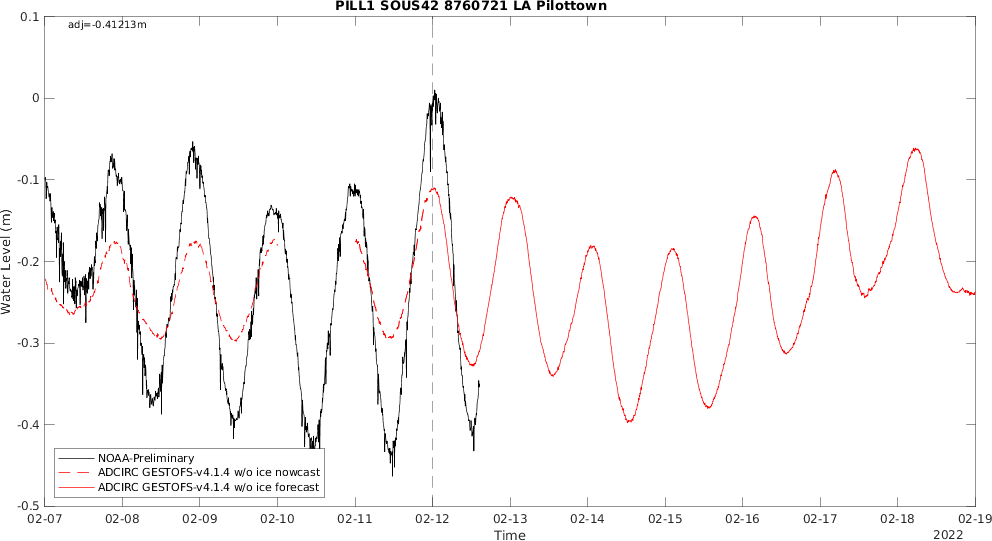 PILL1 SOUS42 8760721 LA Pilottown
adj=-0.41213m
0.1
0
-0.1
-0.2
-0.3
-0.4
-0.5
Water Level (m)
NOAA-Preliminary
ADCIRC GESTOFS-v4.1.4 w/o ice nowcast
ADCIRC GESTOFS-v4.1.4 w/o ice forecast
02-07 02-08 02-09 02-10 02-11 02-12 02-13 02-14 02-15 02-16 02-17 02-18 02-19
Time
2022